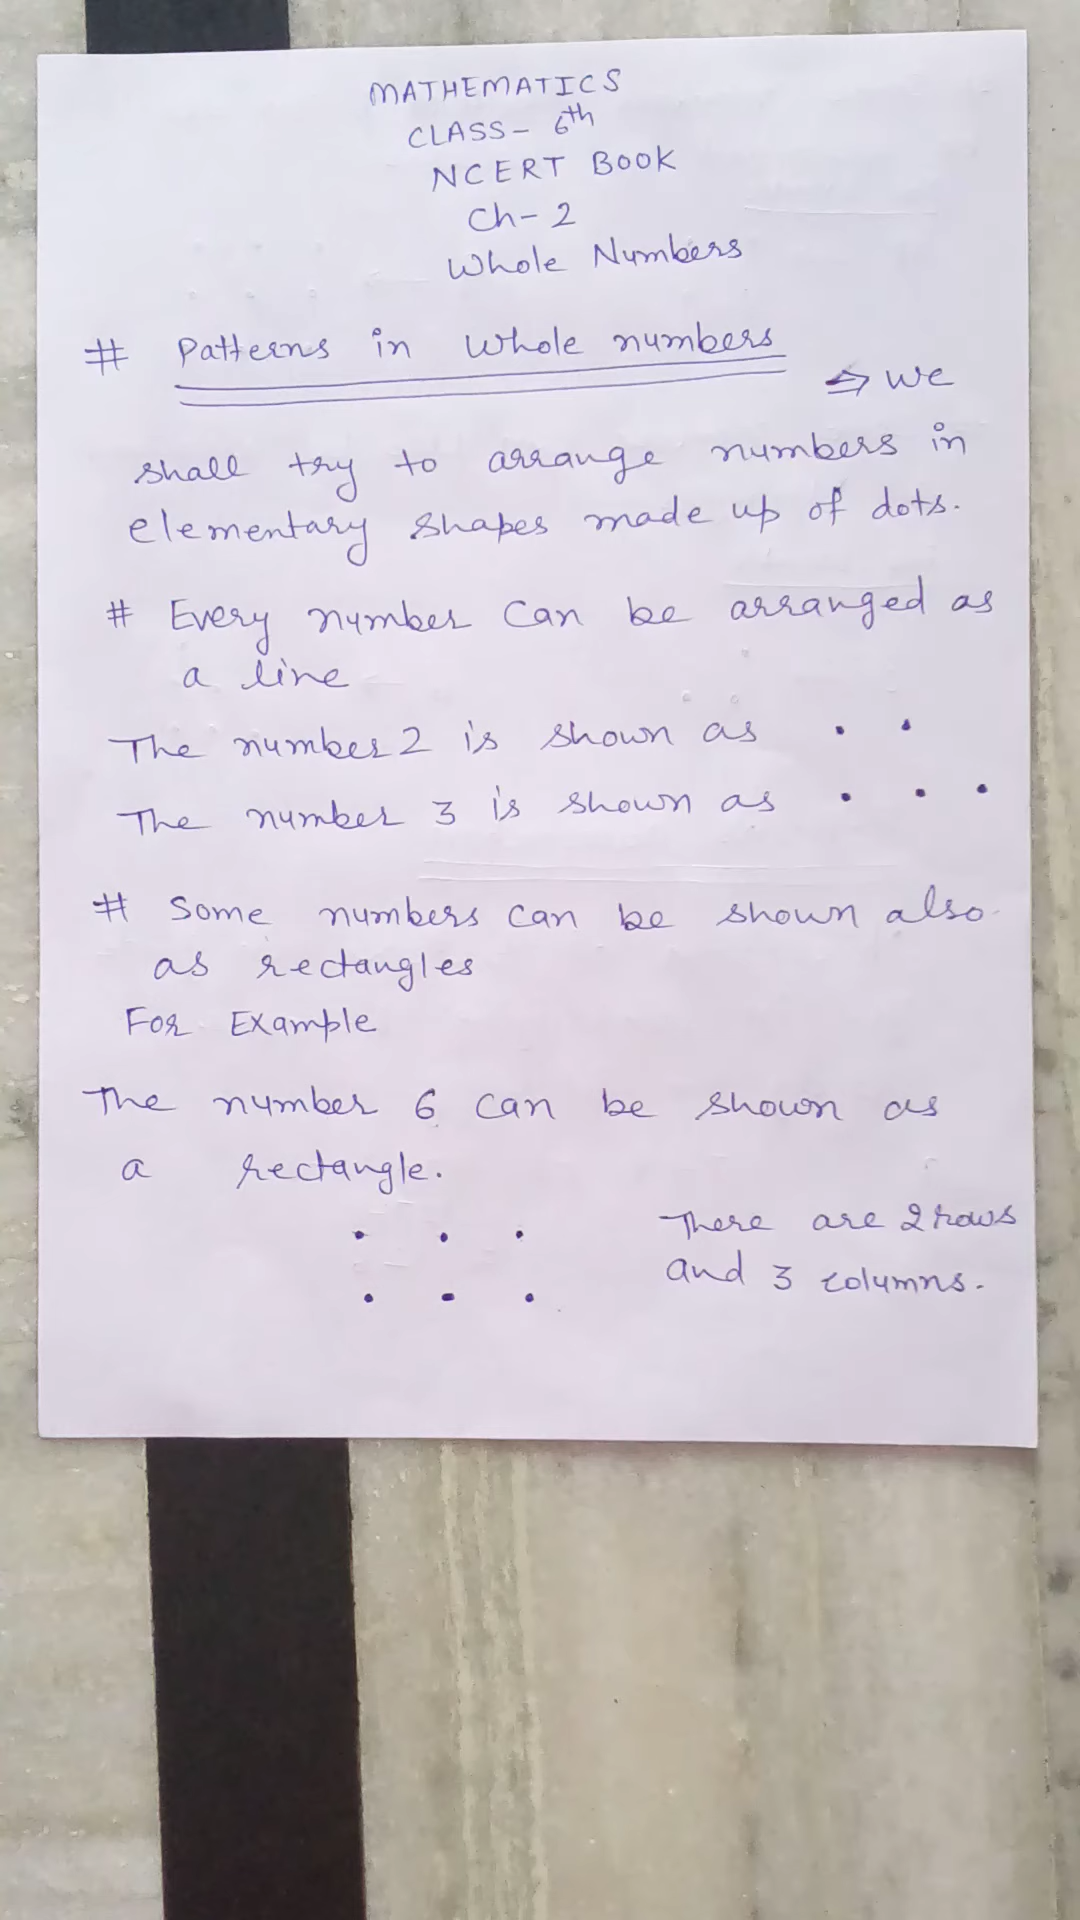 MATHEMATICS
CLASS- 6th
NCERT BOOK
Ch-2
Whole Numbers
# Patterns in Whole numbers
⇒ We
shall try to arrange numbers in
elementary shapes made up of dots.
# Every number can be arranged as
a line
The number 2 is shown as . .
The number 3 is shown as . . .
# Some numbers can be shown also
as rectangles
For Example
The number 6 can be shown as
a rectangle.
. . . There are 2 rows
. . . and 3 columns.